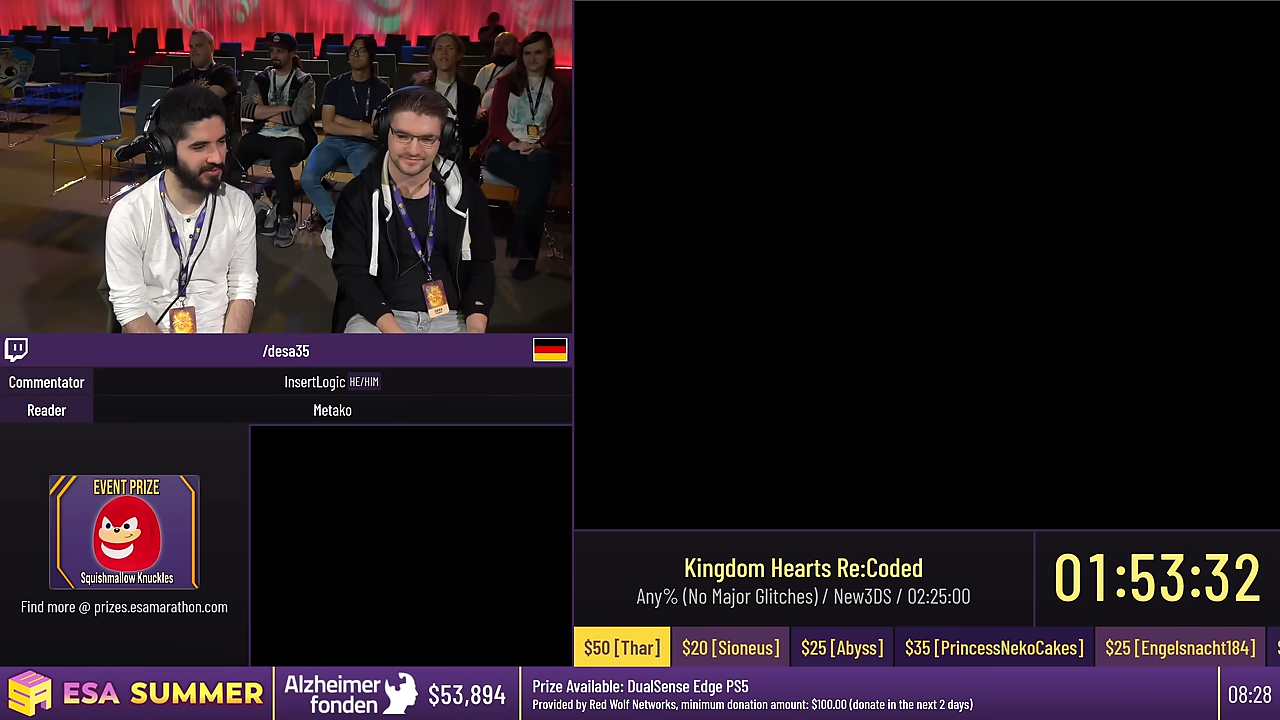 /desa35
Commentator
InsertLogic HE/HIM
Reader
Metako
EVENT PRIZE
Squishmallow Knuckles
Find more @ prizes.esamarathon.com
Kingdom Hearts Re:Coded
Any% (No Major Glitches) / New3DS / 02:25:00
01:53:32
$50 [Thar]
$20 [Sioneus]
$25 [Abyss]
$35 [PrincessNekoCakes]
$25 [Engelsnacht184]
ESA SUMMER
Alzheimer
fonden
$53,894
Prize Available: DualSense Edge PS5
Provided by Red Wolf Networks, minimum donation amount: $100.00 (donate in the next 2 days)
08:28